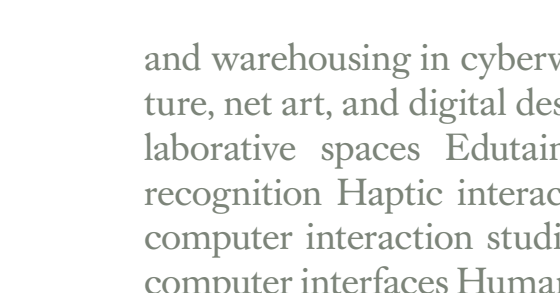 and warehousing in
ture, net art, and digital
laborative spaces
recognition Haptic
computer interaction
computer interfaces